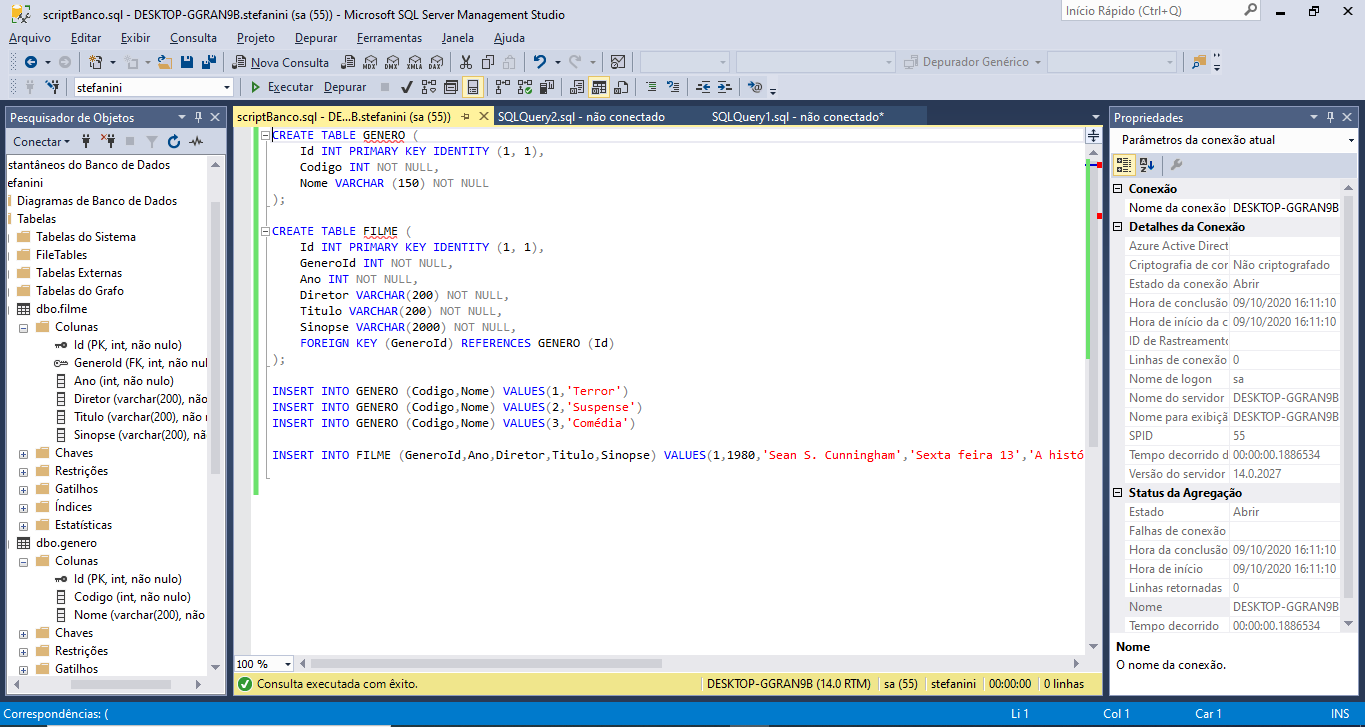 scriptBanco.sql - DESKTOP-GGRAN9B.stefanini (sa (55)) - Microsoft SQL Server Management Studio
Início Rápido (Ctrl+Q)
Arquivo Editar Exibir Consulta Projeto Depurar Ferramentas Janela Ajuda
Nova Consulta
MDX DMX XMLA DAX
Depurador Genérico
stefanini
Executar Depurar
Pesquisador de Objetos
Conectar
stantâneos do Banco de Dados
efanini
Diagramas de Banco de Dados
Tabelas
Tabelas do Sistema
FileTables
Tabelas Externas
Tabelas do Grafo
dbo.filme
Colunas
Id (PK, int, não nulo)
GeneroId (FK, int, não nul
Ano (int, não nulo)
Diretor (varchar(200), não
Titulo (varchar(200), não
Sinopse (varchar(200), nã
Chaves
Restrições
Gatilhos
Índices
Estatísticas
dbo.genero
Colunas
Id (PK, int, não nulo)
Codigo (int, não nulo)
Nome (varchar(200), não
Chaves
Restrições
Gatilhos
scriptBanco.sql - DE...B.stefanini (sa (55))
SQLQuery2.sql - não conectado
SQLQuery1.sql - não conectado*
CREATE TABLE GENERO (
Id INT PRIMARY KEY IDENTITY (1, 1),
Codigo INT NOT NULL,
Nome VARCHAR (150) NOT NULL
);
CREATE TABLE FILME (
Id INT PRIMARY KEY IDENTITY (1, 1),
GeneroId INT NOT NULL,
Ano INT NOT NULL,
Diretor VARCHAR(200) NOT NULL,
Titulo VARCHAR(200) NOT NULL,
Sinopse VARCHAR(2000) NOT NULL,
FOREIGN KEY (GeneroId) REFERENCES GENERO (Id)
);
INSERT INTO GENERO (Codigo,Nome) VALUES(1,'Terror')
INSERT INTO GENERO (Codigo,Nome) VALUES(2,'Suspense')
INSERT INTO GENERO (Codigo,Nome) VALUES(3,'Comédia')
INSERT INTO FILME (GeneroId,Ano,Diretor,Titulo,Sinopse) VALUES(1,1980,'Sean S. Cunningham','Sexta feira 13','A histó
100 %
Consulta executada com êxito.
DESKTOP-GGRAN9B (14.0 RTM) sa (55) stefanini 00:00:00 0 linhas
Propriedades
Parâmetros da conexão atual
Conexão
Nome da conexão DESKTOP-GGRAN9B
Detalhes da Conexão
Azure Active Direct
Criptografia de cor Não criptografado
Estado da conexão Abrir
Hora de conclusão 09/10/2020 16:11:10
Hora de início da c 09/10/2020 16:11:10
ID de Rastreament
Linhas de conexão 0
Nome de logon sa
Nome do servidor DESKTOP-GGRAN9B
Nome para exibiçã DESKTOP-GGRAN9B
SPID 55
Tempo decorrido d 00:00:00.1886534
Versão do servidor 14.0.2027
Status da Agregação
Estado Abrir
Falhas de conexão
Hora da conclusão 09/10/2020 16:11:10
Hora de início 09/10/2020 16:11:10
Linhas retornadas 0
Nome DESKTOP-GGRAN9B
Tempo decorrido 00:00:00.1886534
Nome
O nome da conexão.
Correspondências: (
Li 1 Col 1 Car 1 INS